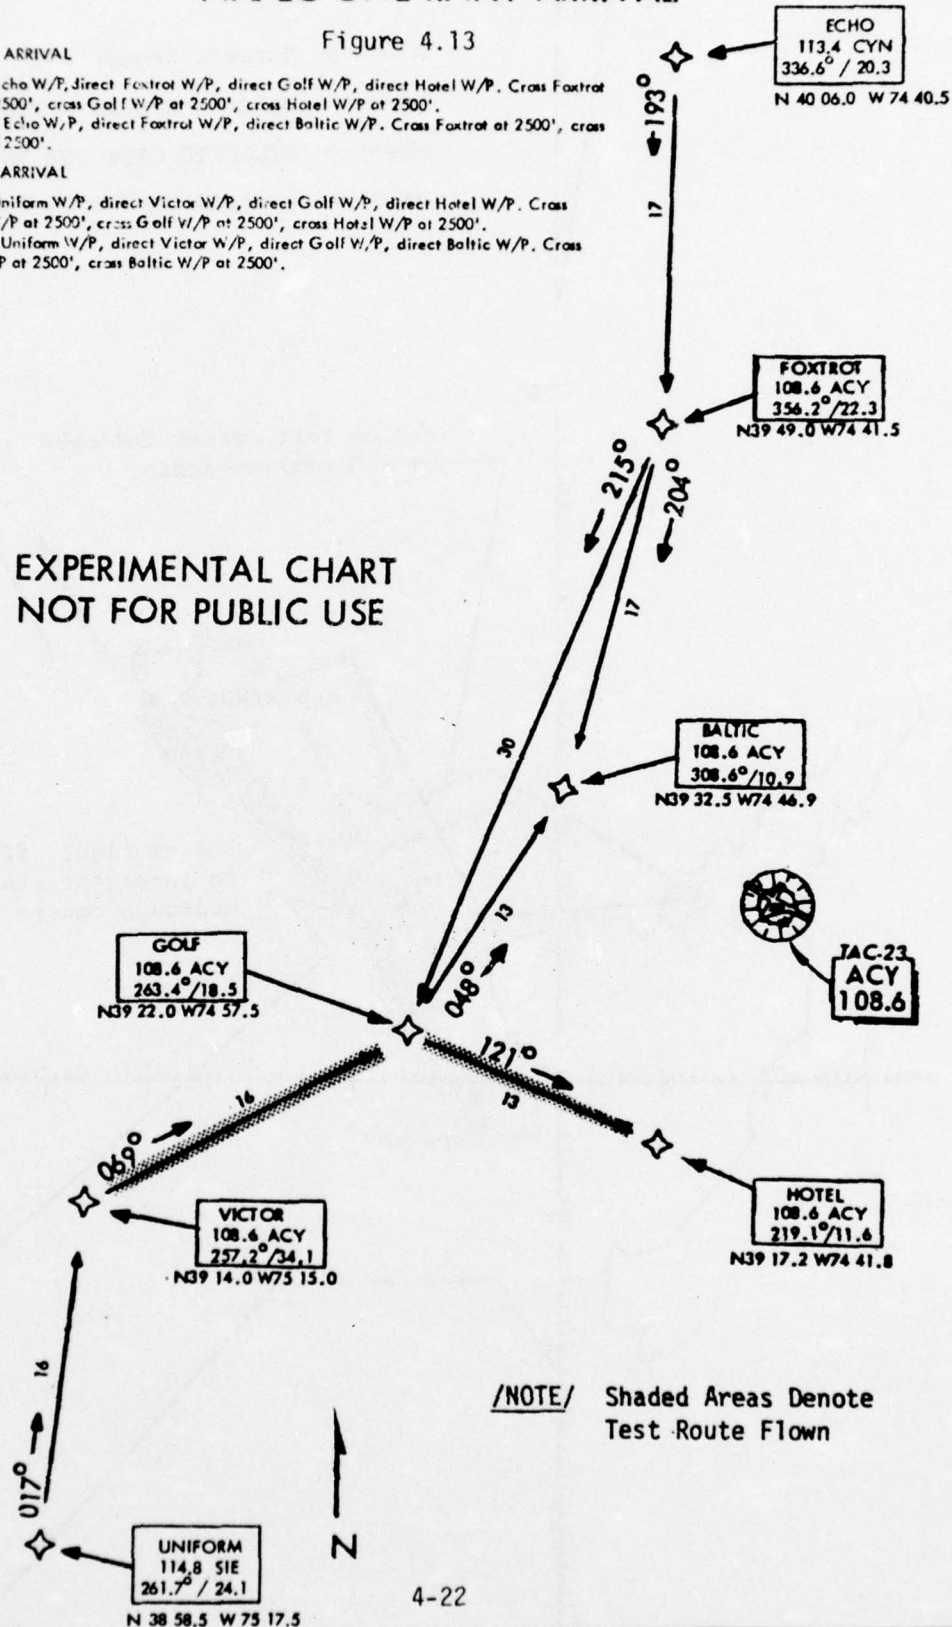 Figure 4.13
ARRIVAL
cho W/P, direct Foxtrot W/P, direct Golf W/P, direct Hotel W/P. Cross Foxtrot
500', cross Golf W/P at 2500', cross Hotel W/P at 2500'.
Echo W/P, direct Foxtrot W/P, direct Baltic W/P. Cross Foxtrot at 2500', cross
2500'.
ARRIVAL
niform W/P, direct Victor W/P, direct Golf W/P, direct Hotel W/P. Cross
/P at 2500', cross Golf W/P at 2500', cross Hotel W/P at 2500'.
Uniform W/P, direct Victor W/P, direct Golf W/P, direct Baltic W/P. Cross
P at 2500', cross Baltic W/P at 2500'.
ECHO
113.4 CYN
336.6° / 20.3
N 40 06.0 W 74 40.5
193°
17
FOXTROT
108.6 ACY
356.2°/22.3
N39 49.0 W74 41.5
215°
204°
EXPERIMENTAL CHART
NOT FOR PUBLIC USE
17
30
BALTIC
108.6 ACY
308.6°/10.9
N39 32.5 W74 46.9
13
048°
TAC-23
ACY
108.6
GOLF
108.6 ACY
263.4°/18.5
N39 22.0 W74 57.5
121°
13
16
069°
VICTOR
108.6 ACY
257.2°/34.1
N39 14.0 W75 15.0
HOTEL
108.6 ACY
219.1°/11.6
N39 17.2 W74 41.8
16
017°
/NOTE/ Shaded Areas Denote
Test Route Flown
N
UNIFORM
114.8 SIE
261.7° / 24.1
N 38 58.5 W 75 17.5
4-22